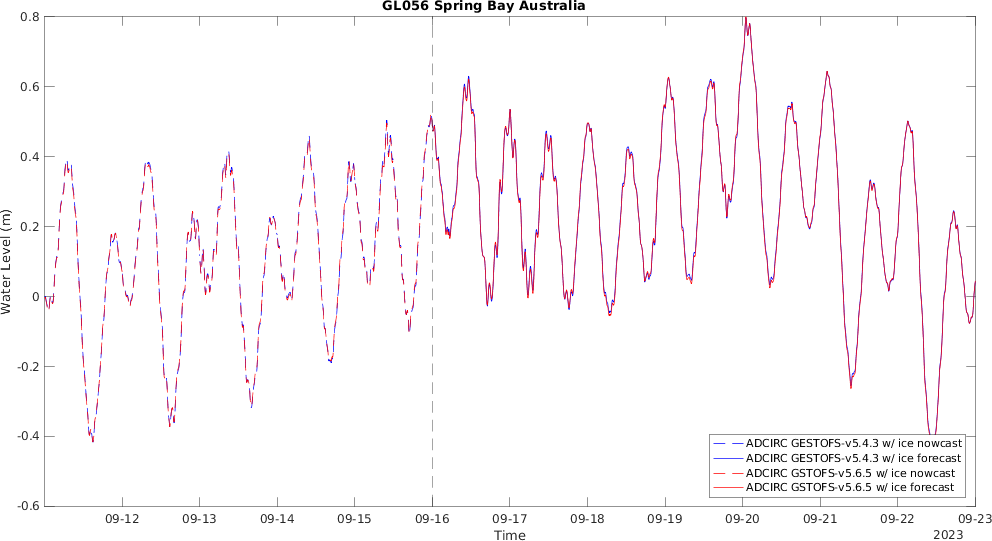 GL056 Spring Bay Australia
0.8
0.6
0.4
0.2
0
-0.2
-0.4
-0.6
Water Level (m)
ADCIRC GESTOFS-v5.4.3 w/ ice nowcast
ADCIRC GESTOFS-v5.4.3 w/ ice forecast
ADCIRC GSTOFS-v5.6.5 w/ ice nowcast
ADCIRC GSTOFS-v5.6.5 w/ ice forecast
09-12 09-13 09-14 09-15 09-16 09-17 09-18 09-19 09-20 09-21 09-22 09-23
Time
2023